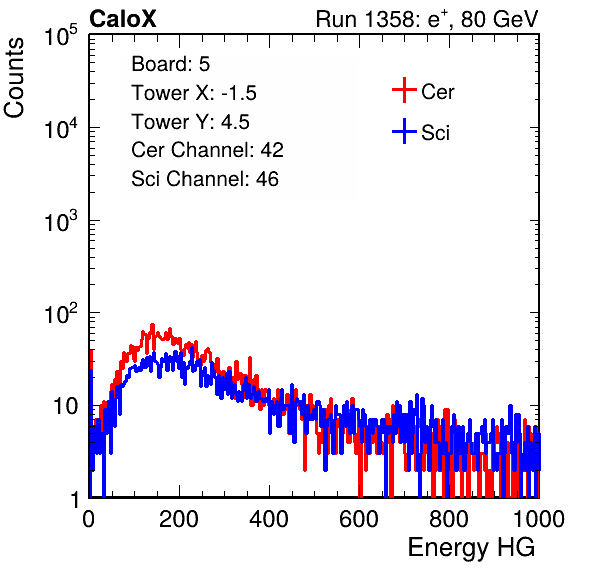 CaloX Run 1358: e⁺, 80 GeV
Counts
10⁵
10⁴
10³
10²
10
1
Board: 5
Tower X: -1.5
Tower Y: 4.5
Cer Channel: 42
Sci Channel: 46
Cer
Sci
0 200 400 600 800 1000
Energy HG